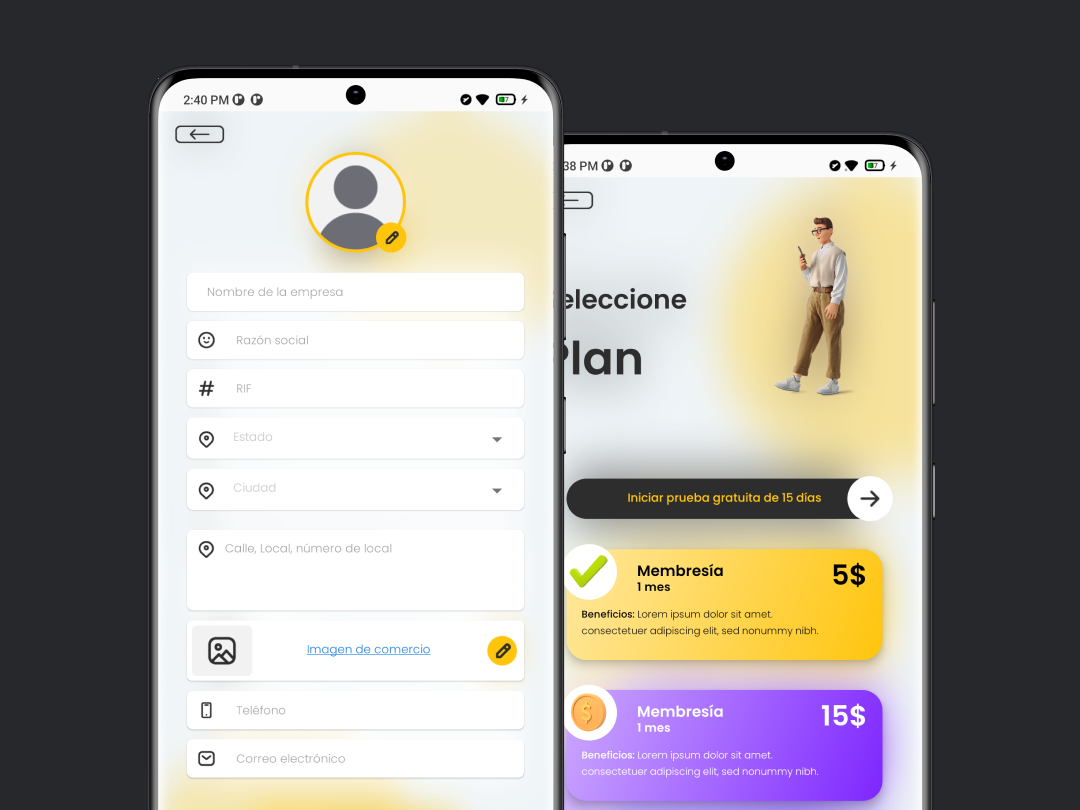 2:40 PM
7
Nombre de la empresa
Razón social
# RIF
Estado
Ciudad
Calle, Local, número de local
Imagen de comercio
Teléfono
Correo electrónico
38 PM
7
eleccione
Plan
Iniciar prueba gratuita de 15 días
Membresía
1 mes
5$
Beneficios: Lorem ipsum dolor sit amet.
consectetuer adipiscing elit, sed nonummy nibh.
$
Membresía
1 mes
15$
Beneficios: Lorem ipsum dolor sit amet.
consectetuer adipiscing elit, sed nonummy nibh.